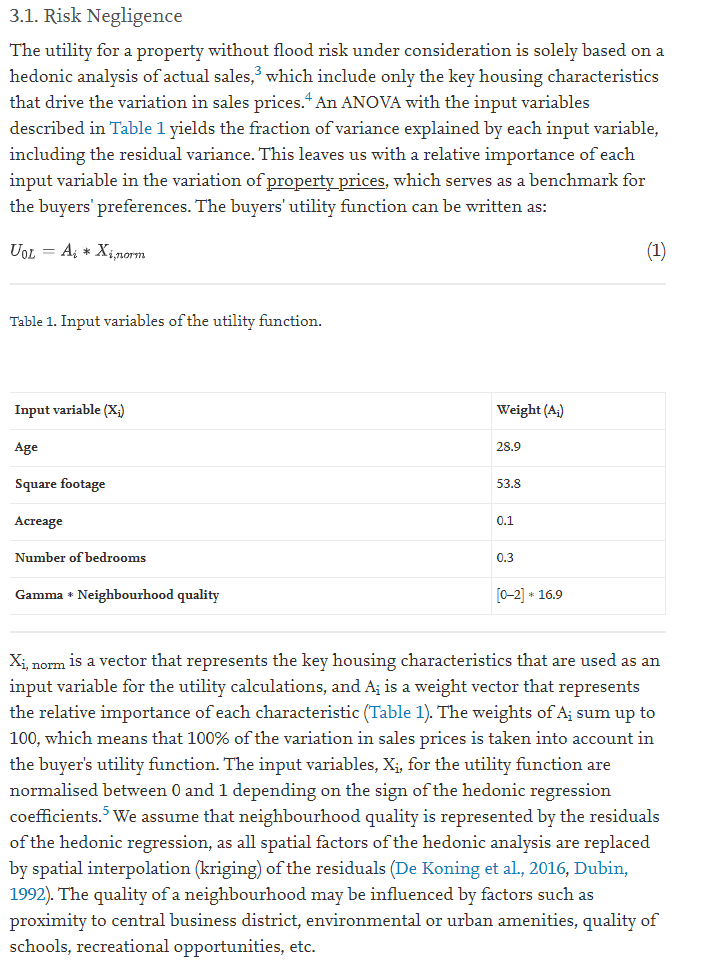 3.1. Risk Negligence
The utility for a property without flood risk under consideration is solely based on a
hedonic analysis of actual sales,3 which include only the key housing characteristics
that drive the variation in sales prices.4 An ANOVA with the input variables
described in Table 1 yields the fraction of variance explained by each input variable,
including the residual variance. This leaves us with a relative importance of each
input variable in the variation of property prices, which serves as a benchmark for
the buyers' preferences. The buyers' utility function can be written as:
U0L = Ai * Xi,norm (1)
Table 1. Input variables of the utility function.
Input variable (Xi) Weight (Ai)
Age 28.9
Square footage 53.8
Acreage 0.1
Number of bedrooms 0.3
Gamma * Neighbourhood quality [0–2] * 16.9
Xi, norm is a vector that represents the key housing characteristics that are used as an
input variable for the utility calculations, and Ai is a weight vector that represents
the relative importance of each characteristic (Table 1). The weights of Ai sum up to
100, which means that 100% of the variation in sales prices is taken into account in
the buyer's utility function. The input variables, Xi, for the utility function are
normalised between 0 and 1 depending on the sign of the hedonic regression
coefficients.5 We assume that neighbourhood quality is represented by the residuals
of the hedonic regression, as all spatial factors of the hedonic analysis are replaced
by spatial interpolation (kriging) of the residuals (De Koning et al., 2016, Dubin,
1992). The quality of a neighbourhood may be influenced by factors such as
proximity to central business district, environmental or urban amenities, quality of
schools, recreational opportunities, etc.